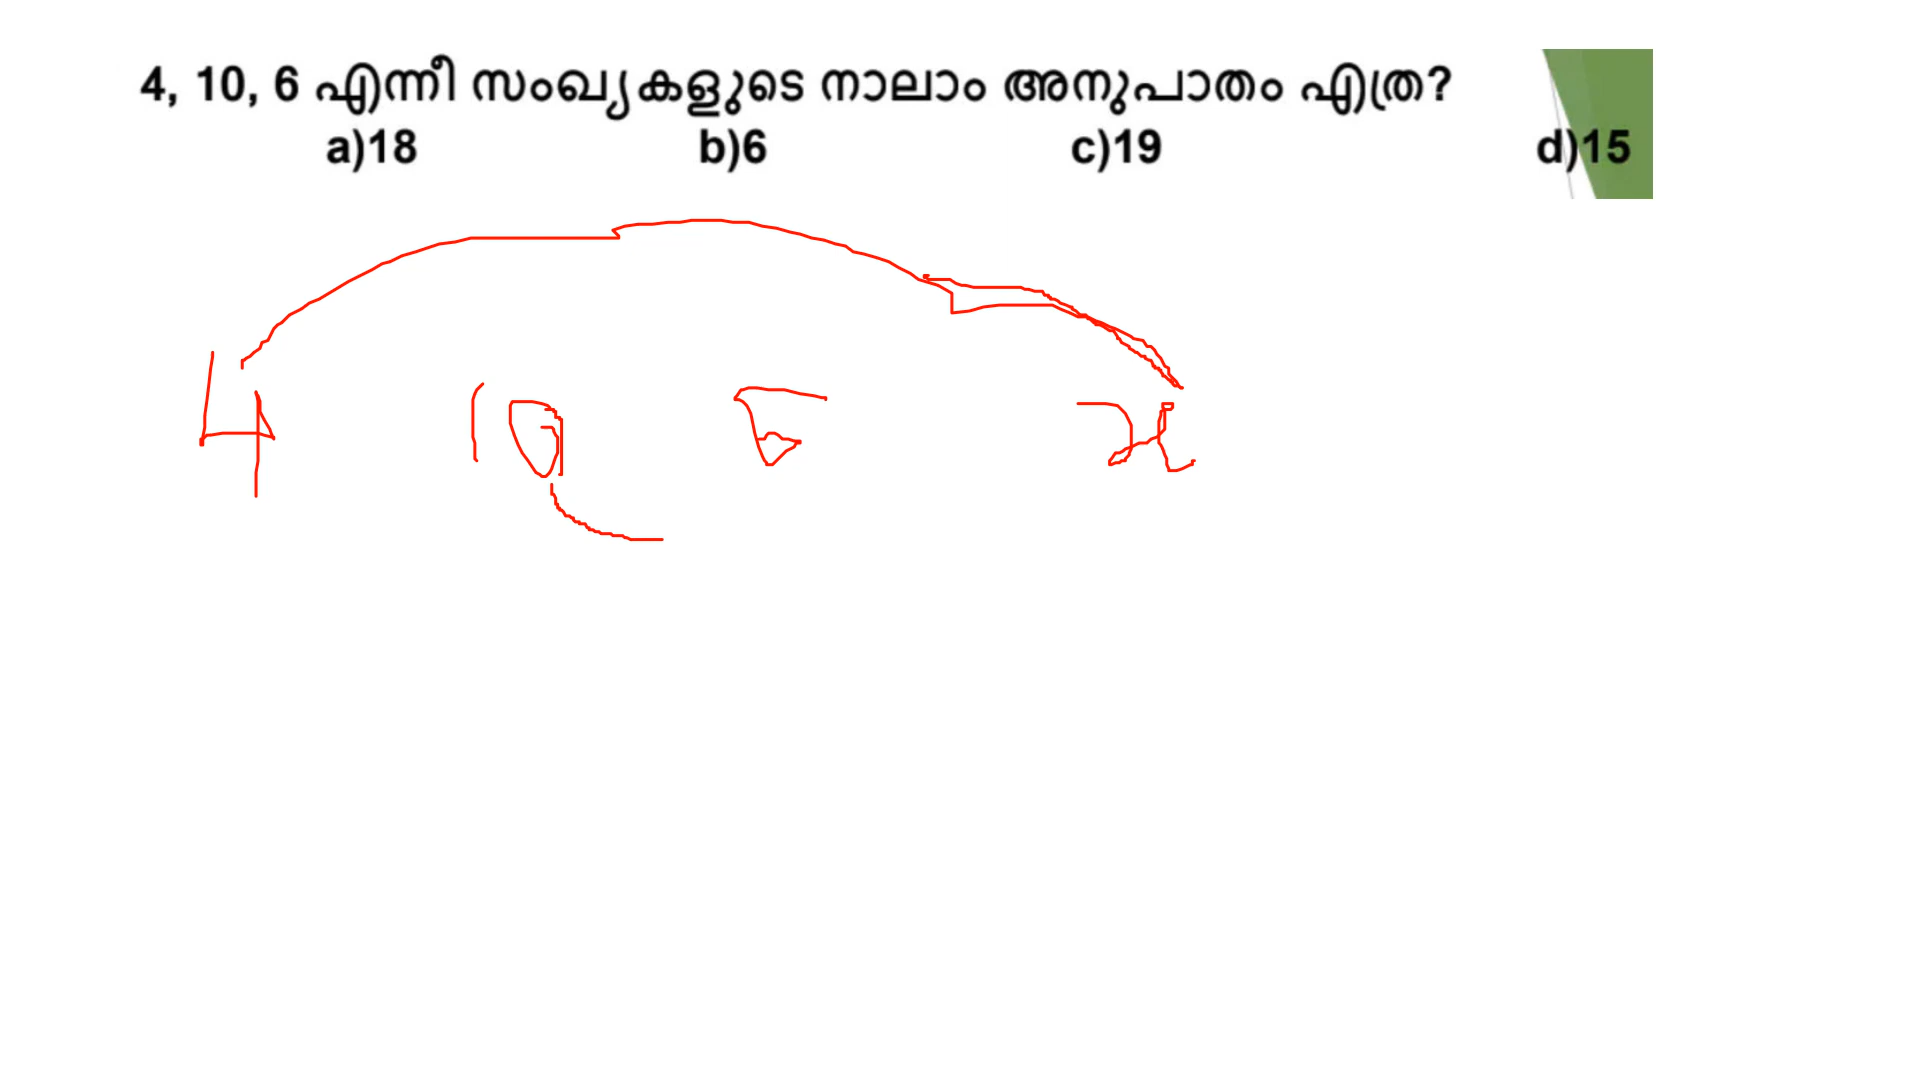 4, 10, 6 എന്നീ സംഖ്യകളുടെ നാലാം അനുപാതം എത്ര?
a)18 b)6 c)19 d)15
4 10 6 x